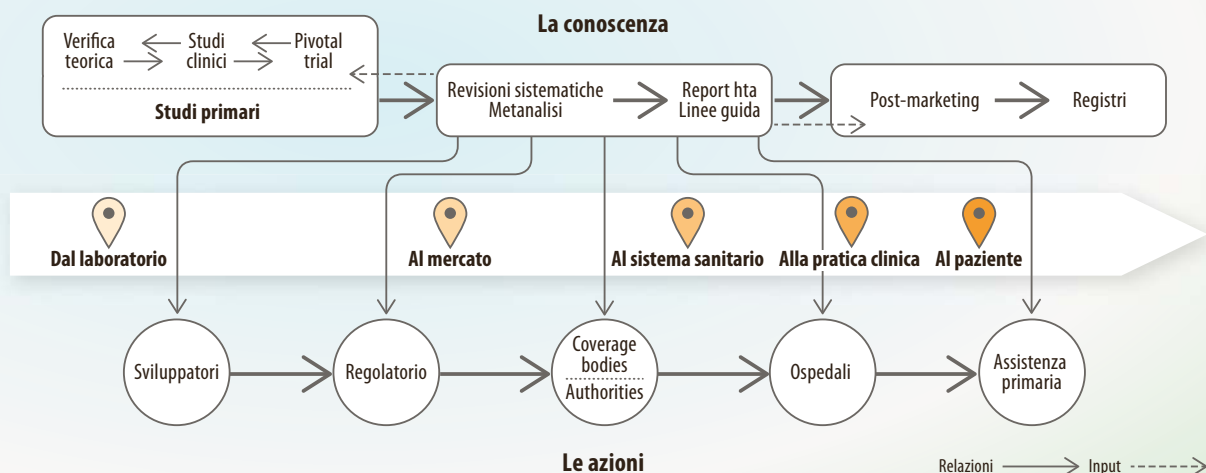 La conoscenza
Verifica teorica
Studi clinici
Pivotal trial
Studi primari
Revisioni sistematiche
Metanalisi
Report hta
Linee guida
Post-marketing
Registri
Dal laboratorio
Al mercato
Al sistema sanitario
Alla pratica clinica
Al paziente
Sviluppatori
Regolatorio
Coverage
bodies
Authorities
Ospedali
Assistenza
primaria
Le azioni
Relazioni
Input